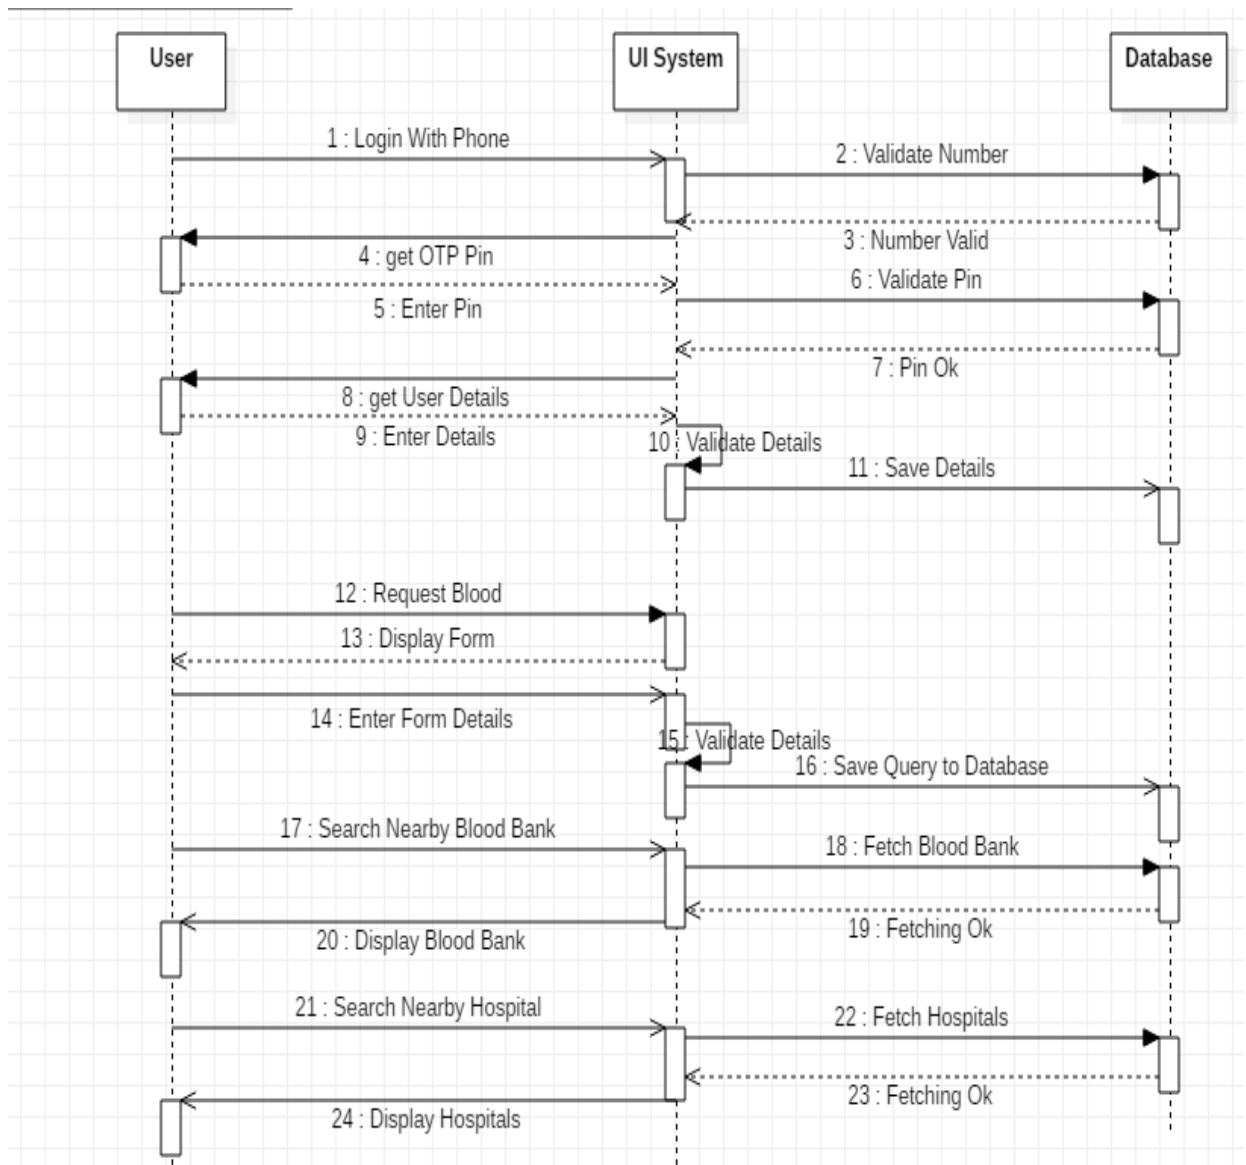 User
UI System
Database
1 : Login With Phone
2 : Validate Number
3 : Number Valid
4 : get OTP Pin
5 : Enter Pin
6 : Validate Pin
7 : Pin Ok
8 : get User Details
9 : Enter Details
10 : Validate Details
11 : Save Details
12 : Request Blood
13 : Display Form
14 : Enter Form Details
15 : Validate Details
16 : Save Query to Database
17 : Search Nearby Blood Bank
18 : Fetch Blood Bank
19 : Fetching Ok
20 : Display Blood Bank
21 : Search Nearby Hospital
22 : Fetch Hospitals
23 : Fetching Ok
24 : Display Hospitals